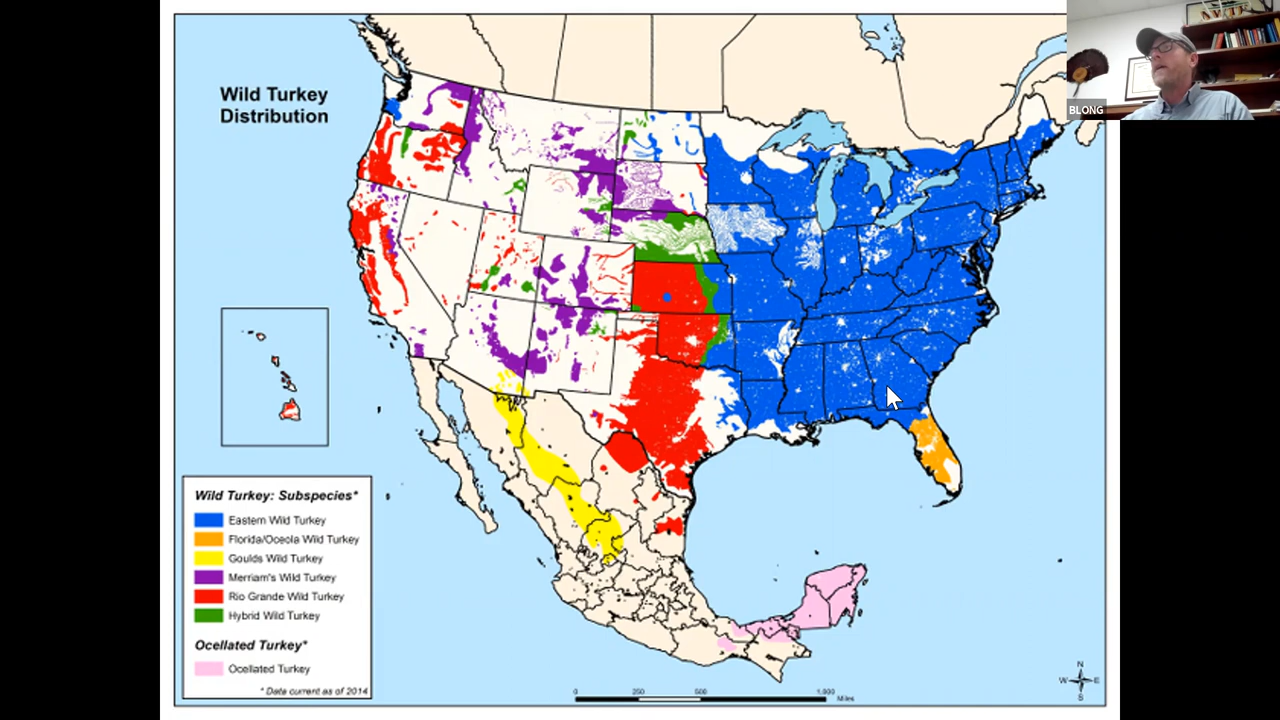 Wild Turkey
Distribution
BLONG
Wild Turkey: Subspecies*
Eastern Wild Turkey
Florida/Oceola Wild Turkey
Goulds Wild Turkey
Merriam's Wild Turkey
Rio Grande Wild Turkey
Hybrid Wild Turkey
Ocellated Turkey*
Ocellated Turkey
* Data current as of 2014
0 250 500 1,000
Miles
N
W E
S